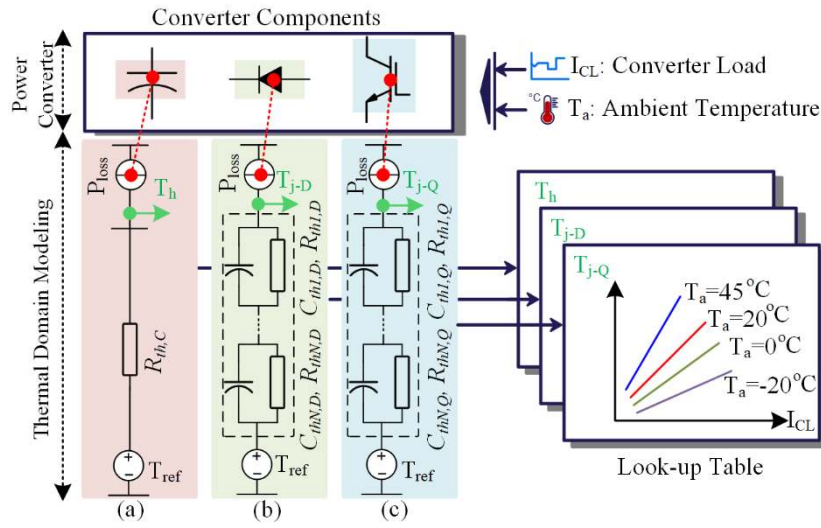 Converter Components
Power
Converter
°C
I_CL: Converter Load
T_a: Ambient Temperature
Thermal Domain Modeling
P_loss
T_h
R_th,C
T_ref
(a)
P_loss
T_j-D
C_th1,D, R_th1,D
C_thN,D, R_thN,D
T_ref
(b)
P_loss
T_j-Q
C_th1,Q, R_th1,Q
C_thN,Q, R_thN,Q
T_ref
(c)
T_h
T_j-D
T_j-Q
T_a=45°C
T_a=20°C
T_a=0°C
T_a=-20°C
I_CL
Look-up Table